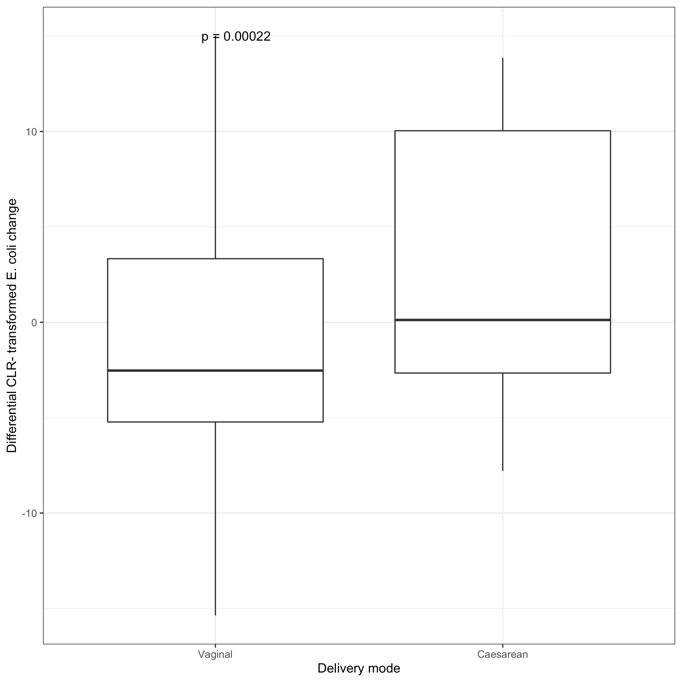 p = 0.00022
10
0
-10
Differential CLR- transformed E. coli change
Vaginal
Caesarean
Delivery mode